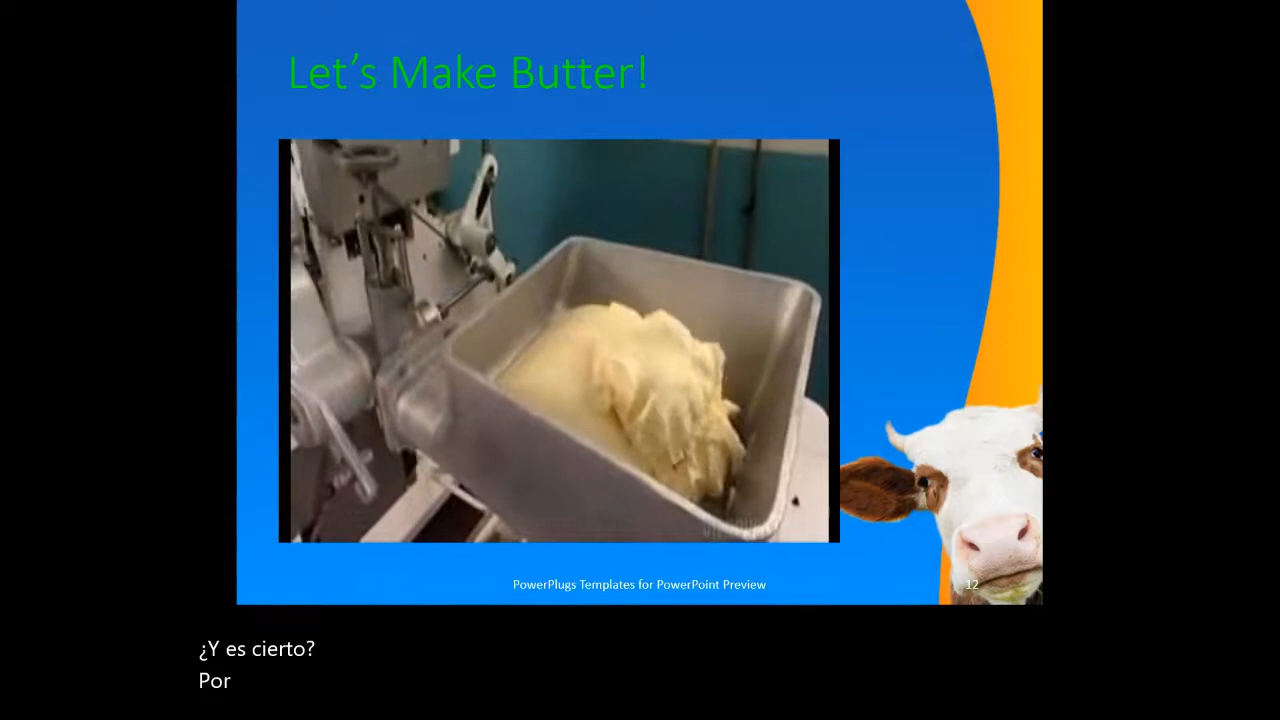 Let's Make Butter!
PowerPlugs Templates for PowerPoint Preview
12
¿Y es cierto?
Por